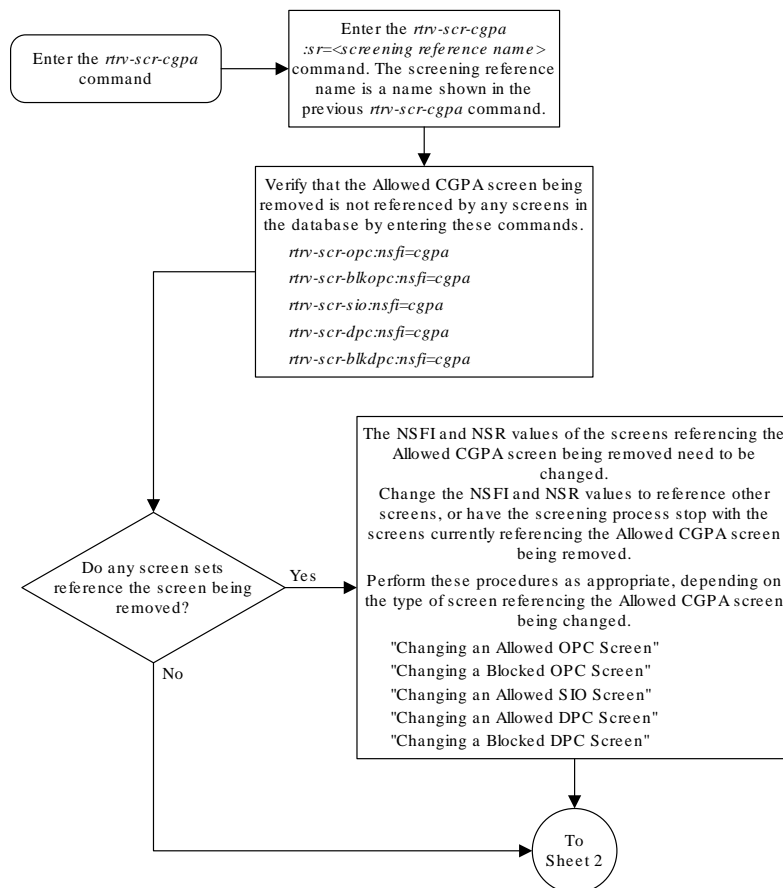 Enter the rtrv-scr-cgpa
command
Enter the rtrv-scr-cgpa
:sr=<screening reference name>
command. The screening reference
name is a name shown in the
previous rtrv-scr-cgpa command.
Verify that the Allowed CGPA screen being
removed is not referenced by any screens in
the database by entering these commands.
rtrv-scr-opc:nsfi=cgpa
rtrv-scr-blkopc:nsfi=cgpa
rtrv-scr-sio:nsfi=cgpa
rtrv-scr-dpc:nsfi=cgpa
rtrv-scr-blkdpc:nsfi=cgpa
Do any screen sets
reference the screen being
removed?
Yes
No
The NSFI and NSR values of the screens referencing the
Allowed CGPA screen being removed need to be
changed.
Change the NSFI and NSR values to reference other
screens, or have the screening process stop with the
screens currently referencing the Allowed CGPA screen
being removed.
Perform these procedures as appropriate, depending on
the type of screen referencing the Allowed CGPA screen
being changed.
"Changing an Allowed OPC Screen"
"Changing a Blocked OPC Screen"
"Changing an Allowed SIO Screen"
"Changing an Allowed DPC Screen"
"Changing a Blocked DPC Screen"
To
Sheet 2